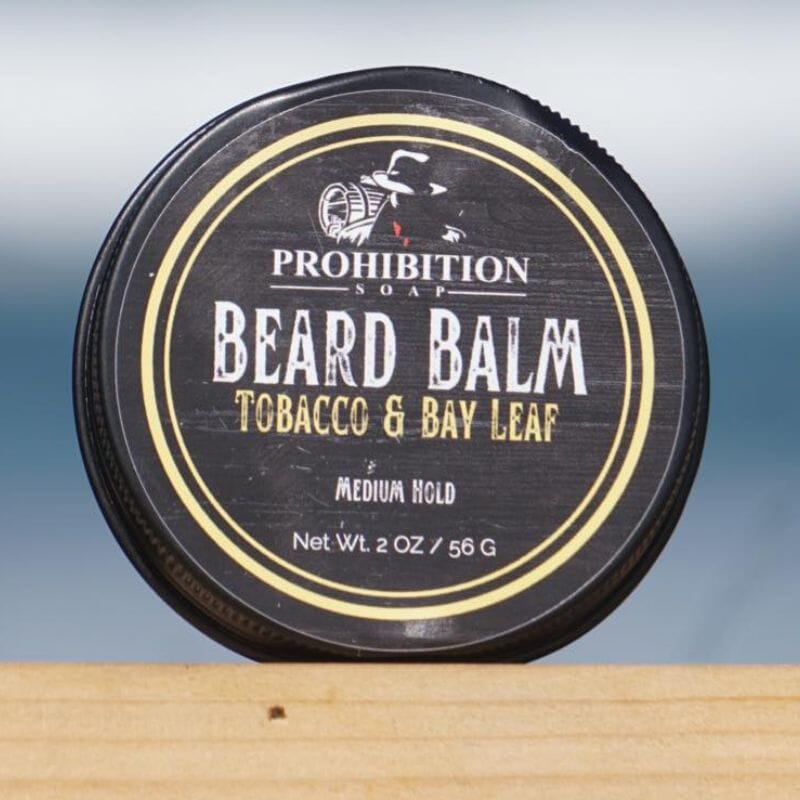 PROHIBITION
SOAP
BEARD BALM
TOBACCO & BAY LEAF
MEDIUM HOLD
Net Wt. 2 OZ / 56 G